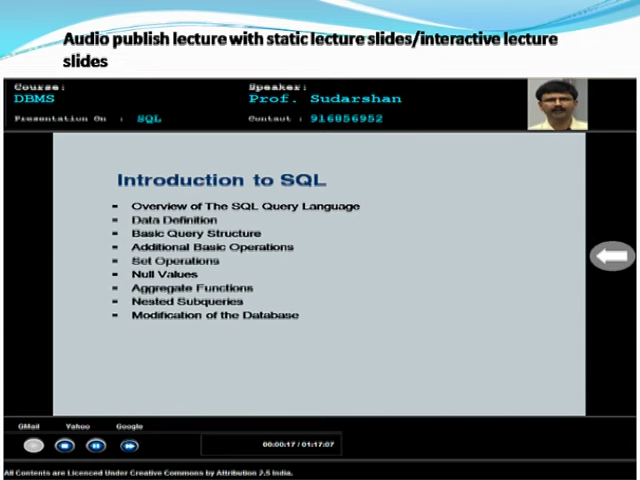 Audio publish lecture with static lecture slides/interactive lecture
slides
Course: Speaker:
DBMS Prof. Sudarshan
Presentation On : SQL Contact : 916856952
Introduction to SQL
Overview of The SQL Query Language
Data Definition
Basic Query Structure
Additional Basic Operations
Set Operations
Null Values
Aggregate Functions
Nested Subqueries
Modification of the Database
GMail Yahoo Google
00:00:17 / 01:17:07
All Contents are Licenced Under Creative Commons by Attribution 2.5 India.